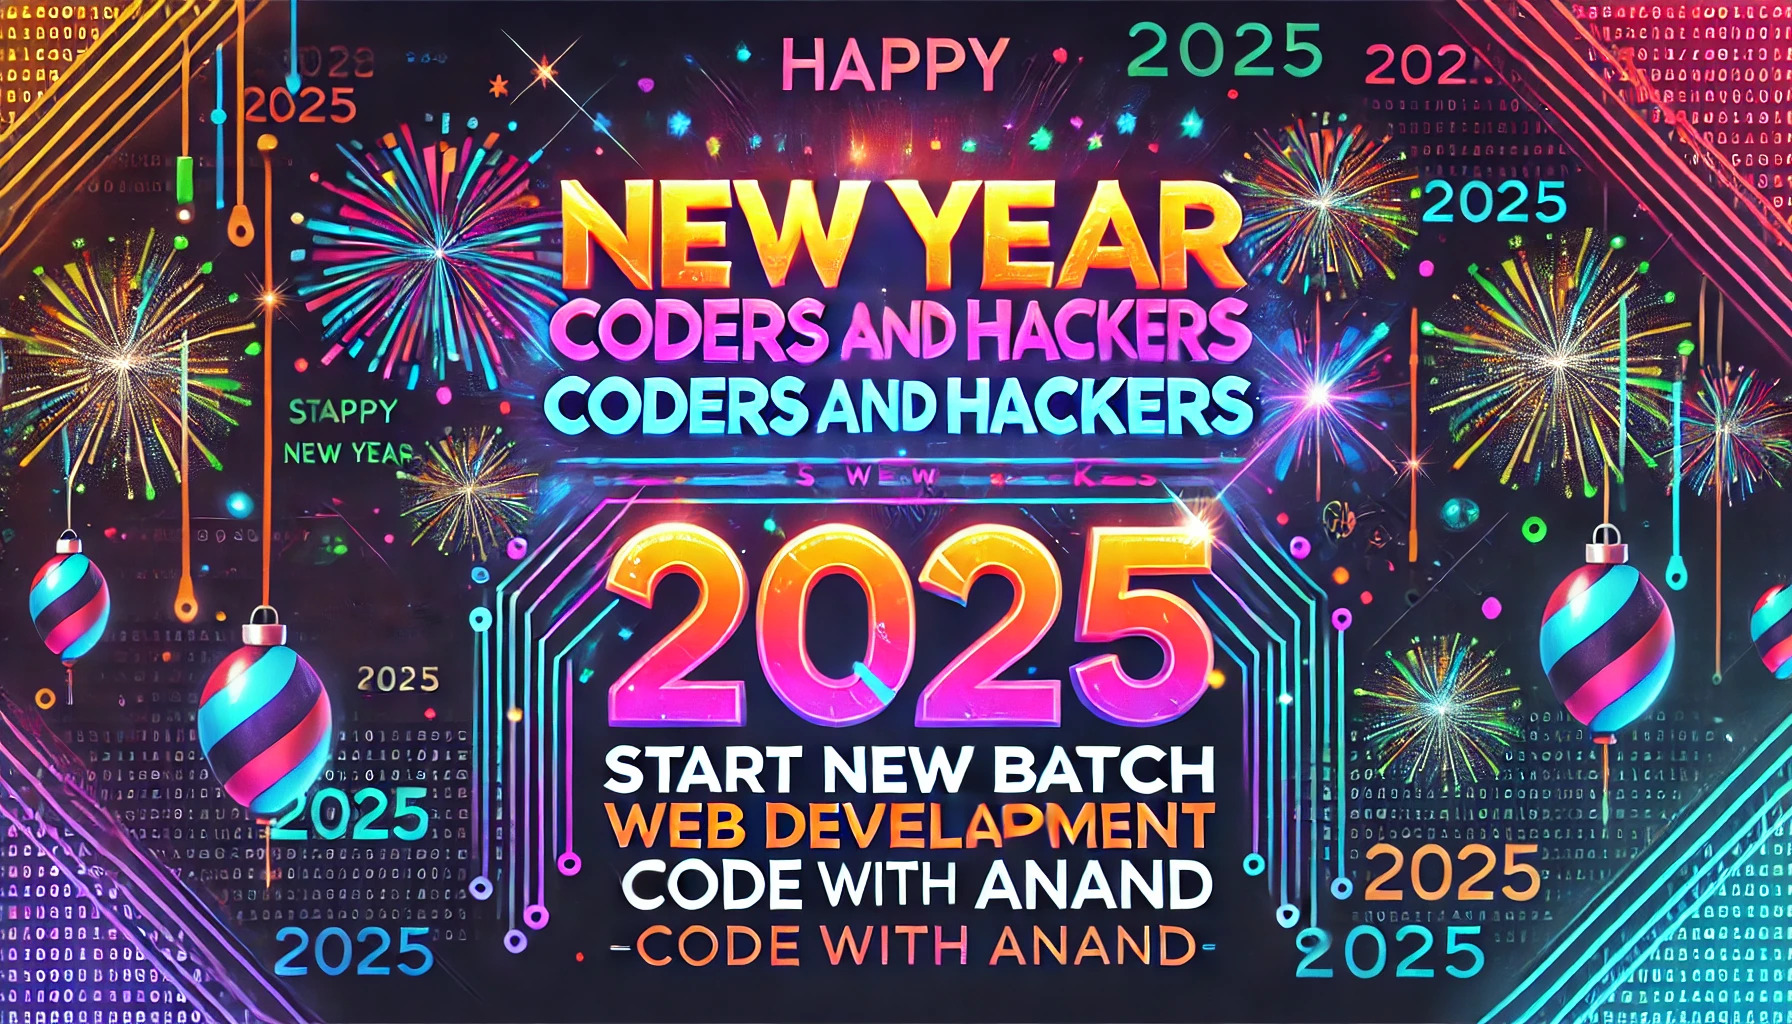 HAPPY
2025
2025
2025
NEW YEAR
CODERS AND HACKERS
CODERS AND HACKERS
STAPPY
NEW YEAR
2025
2025
START NEW BATCH
2025
WEB DEVELAPMENT
CODE WITH ANAND
2025
-CODE WITH ANAND-
2025
2025